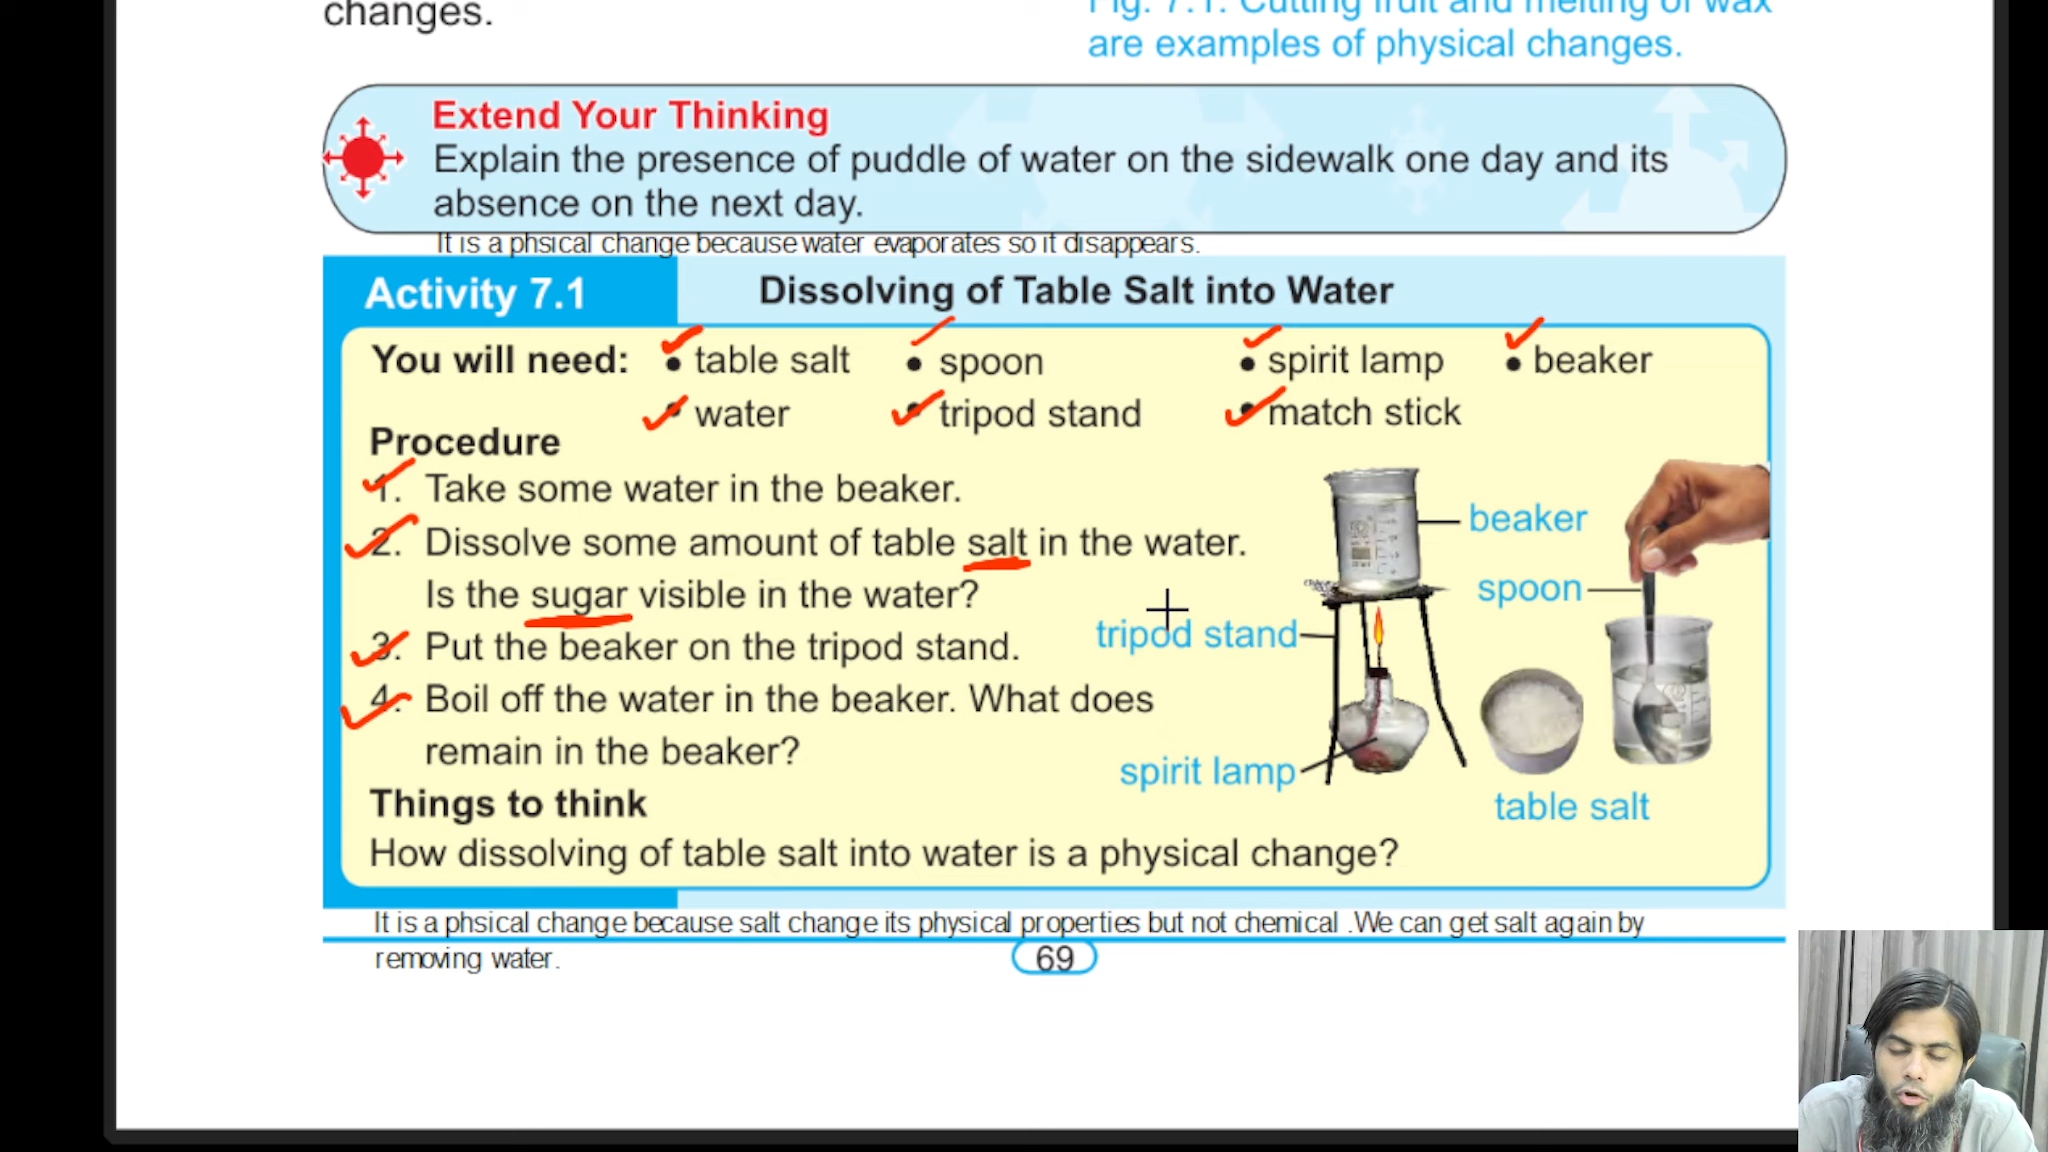 changes.
Fig. 7.1: Cutting fruit and melting of wax
are examples of physical changes.
Extend Your Thinking
Explain the presence of puddle of water on the sidewalk one day and its
absence on the next day.
It is a phsical change because water evaporates so it disappears.
Activity 7.1
Dissolving of Table Salt into Water
You will need: • table salt • spoon • spirit lamp • beaker
• water • tripod stand • match stick
Procedure
1. Take some water in the beaker.
2. Dissolve some amount of table salt in the water.
Is the sugar visible in the water?
3. Put the beaker on the tripod stand.
4. Boil off the water in the beaker. What does
remain in the beaker?
beaker
spoon
tripod stand
spirit lamp
table salt
Things to think
How dissolving of table salt into water is a physical change?
It is a phsical change because salt change its physical properties but not chemical .We can get salt again by
removing water.
69